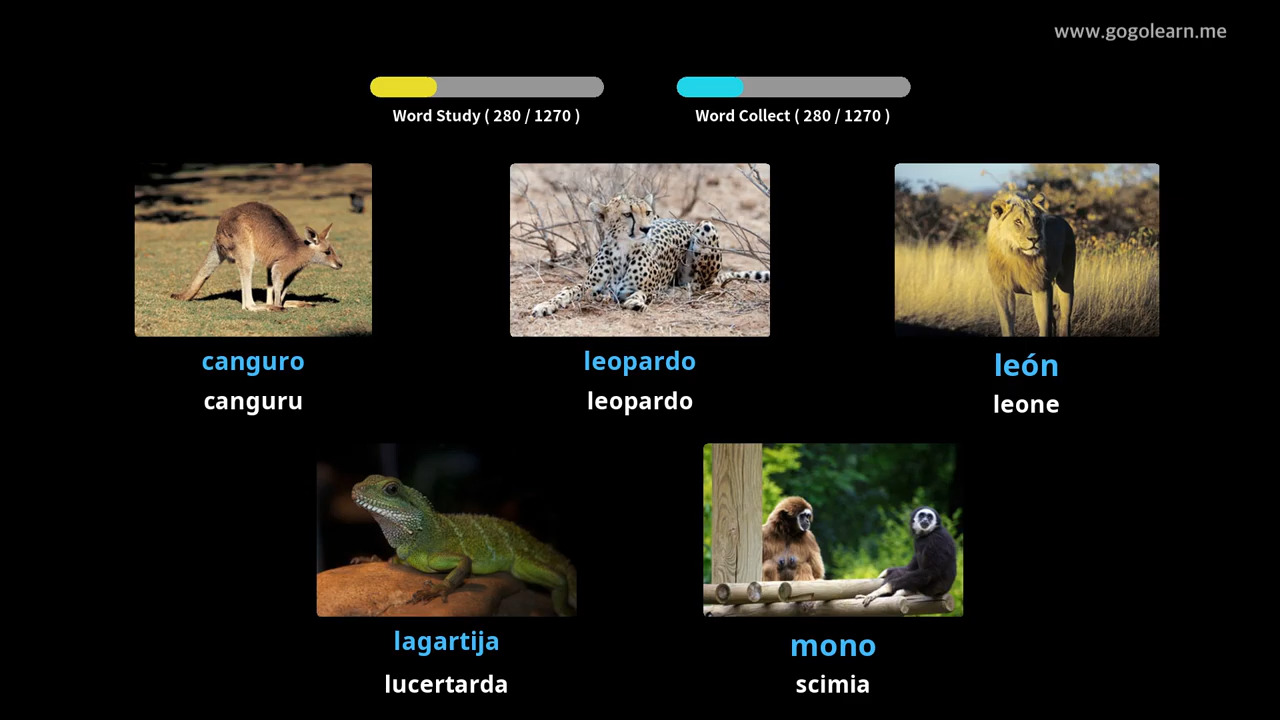 www.gogolearn.me
Word Study ( 280 / 1270 )
Word Collect ( 280 / 1270 )
canguro
canguru
leopardo
leopardo
león
leone
lagartija
lucertarda
mono
scimia